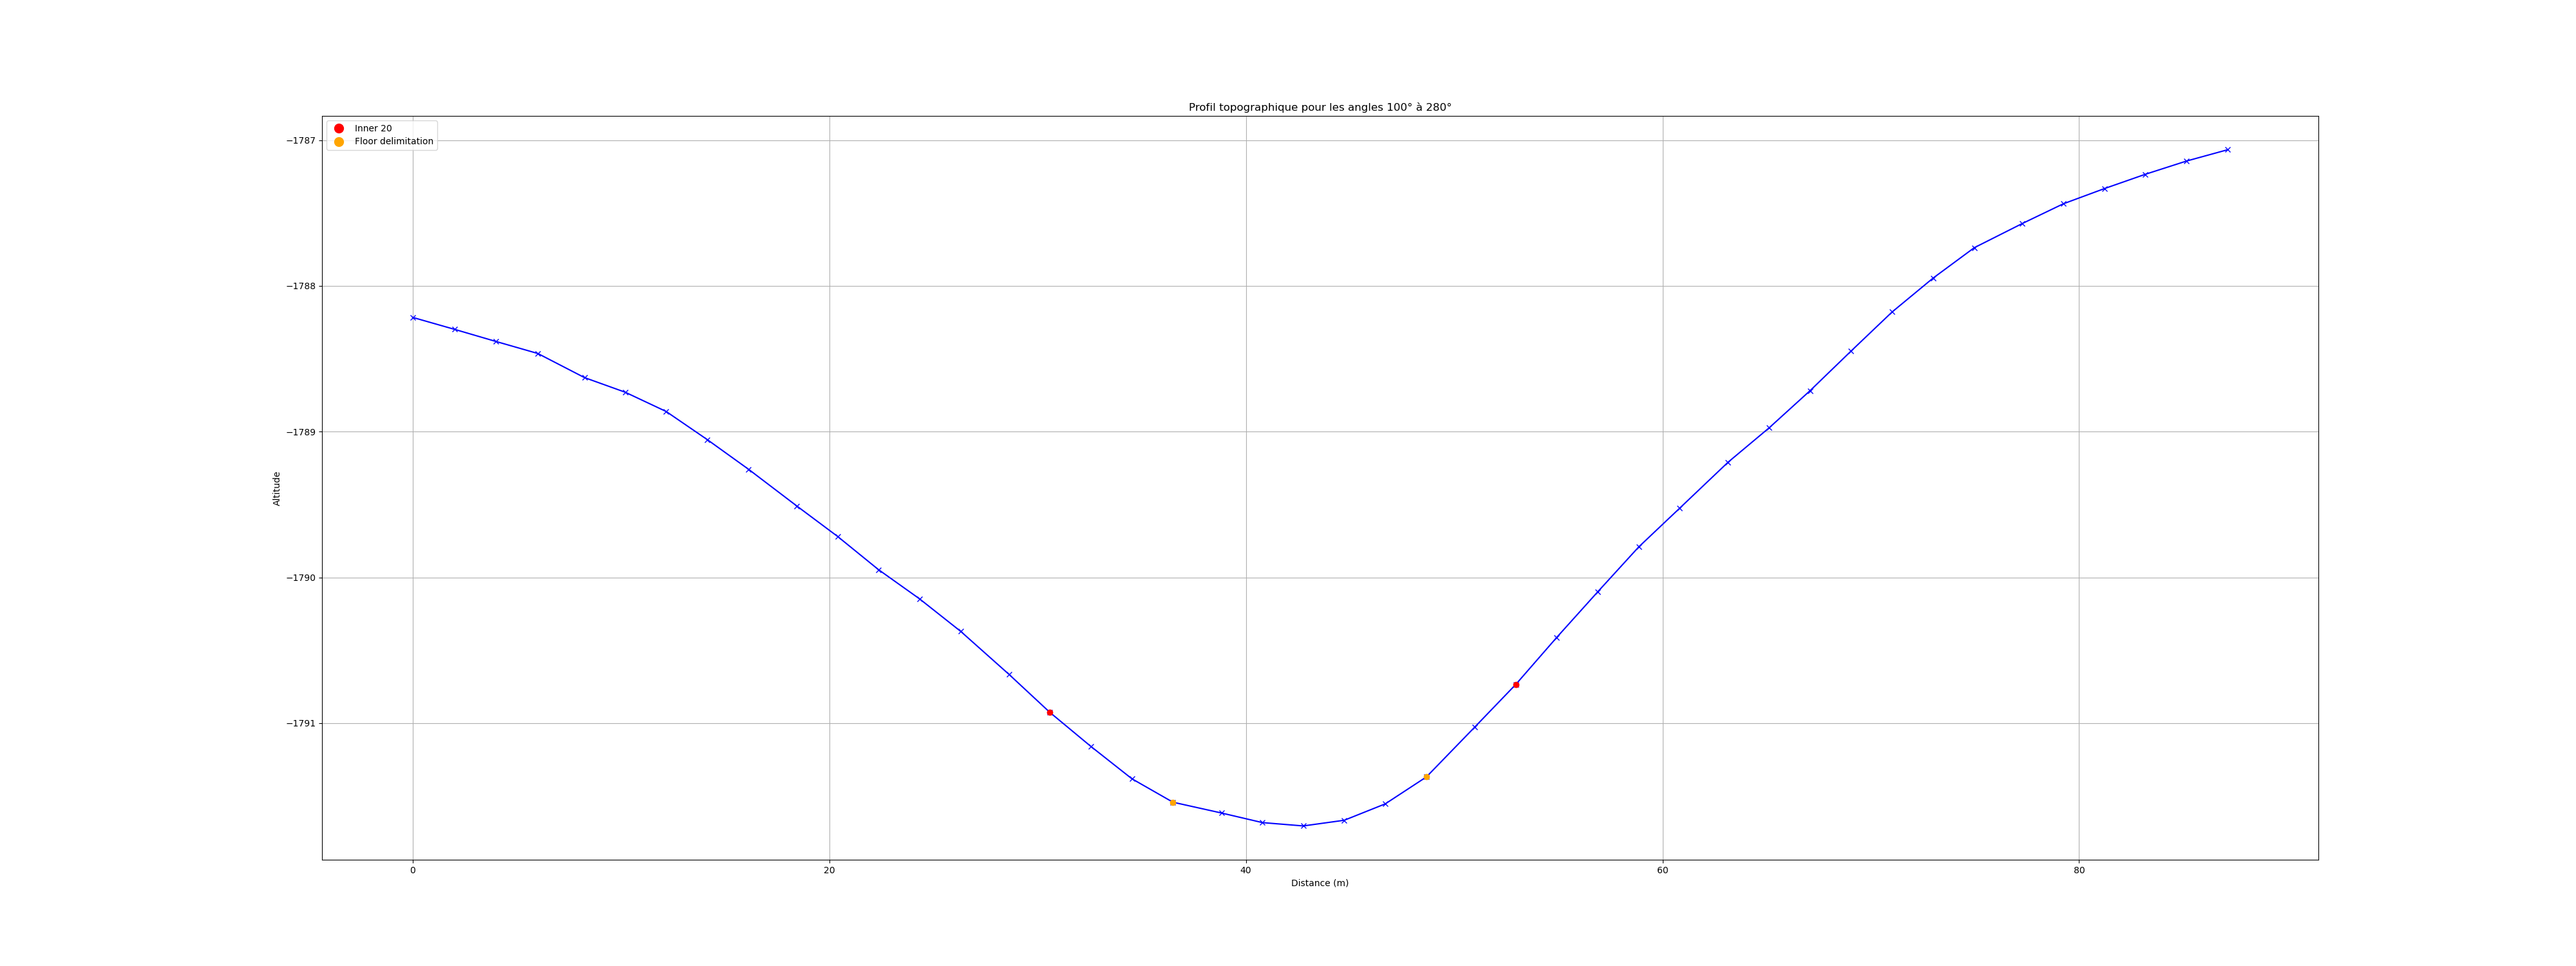 Profil topographique pour les angles 100° à 280°
Inner 20
Floor delimitation
−1787
−1788
−1789
−1790
−1791
Altitude
0
20
40
60
80
Distance (m)